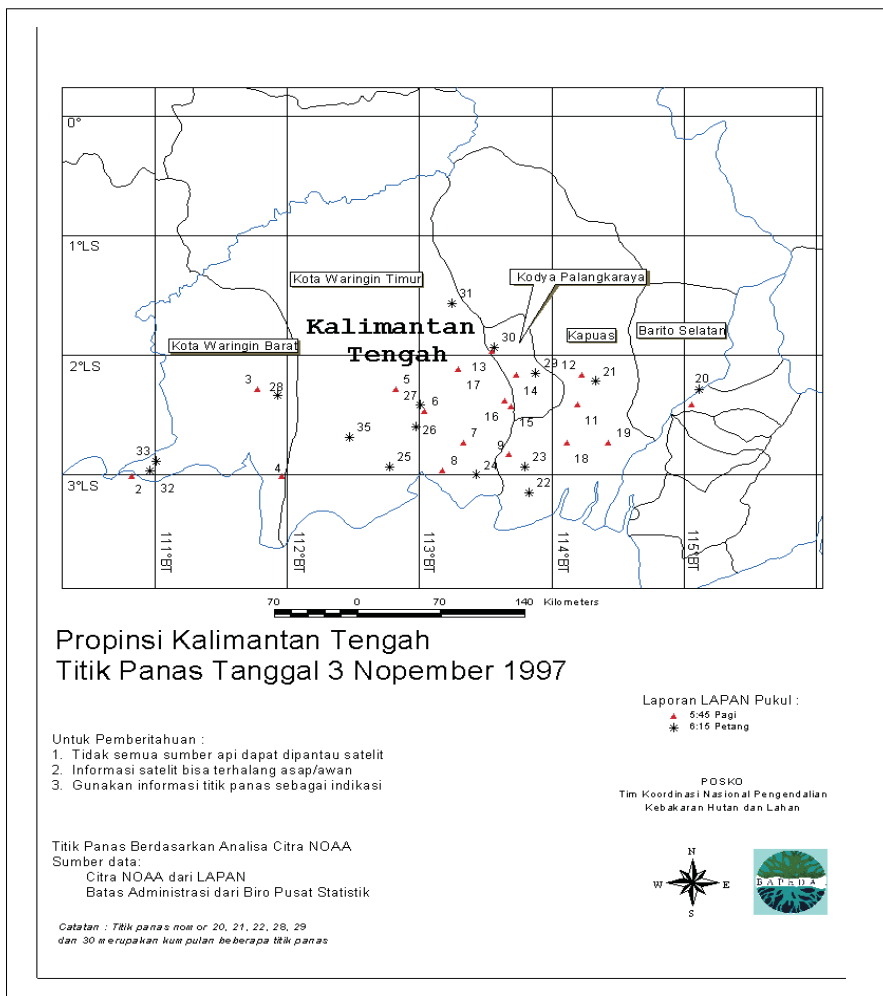 0°
1°LS
Kota Waringin Timur
Kodya Palangkaraya
31
Kalimantan
Tengah
Kota Waringin Barat
Kapuas
Barito Selatan
30
2°LS
3
28
5
27
6
13
17
29
14
12
21
20
35
26
7
16
15
11
33
25
8
9
24
23
18
19
4
3°LS
2
32
22
111°BT
112°BT
113°BT
114°BT
115°BT
70 0 70 140 Kilometers
Propinsi Kalimantan Tengah
Titik Panas Tanggal 3 Nopember 1997
Laporan LAPAN Pukul :
5:45 Pagi
6:15 Petang
Untuk Pemberitahuan :
1. Tidak semua sumber api dapat dipantau satelit
2. Informasi satelit bisa terhalang asap/awan
3. Gunakan informasi titik panas sebagai indikasi
POSKO
Tim Koordinasi Nasional Pengendalian
Kebakaran Hutan dan Lahan
Titik Panas Berdasarkan Analisa Citra NOAA
Sumber data:
Citra NOAA dari LAPAN
Batas Administrasi dari Biro Pusat Statistik
N
W E
S
BAPEDAL
Catatan : Titik panas nomor 20, 21, 22, 28, 29
dan 30 merupakan kumpulan beberapa titik panas